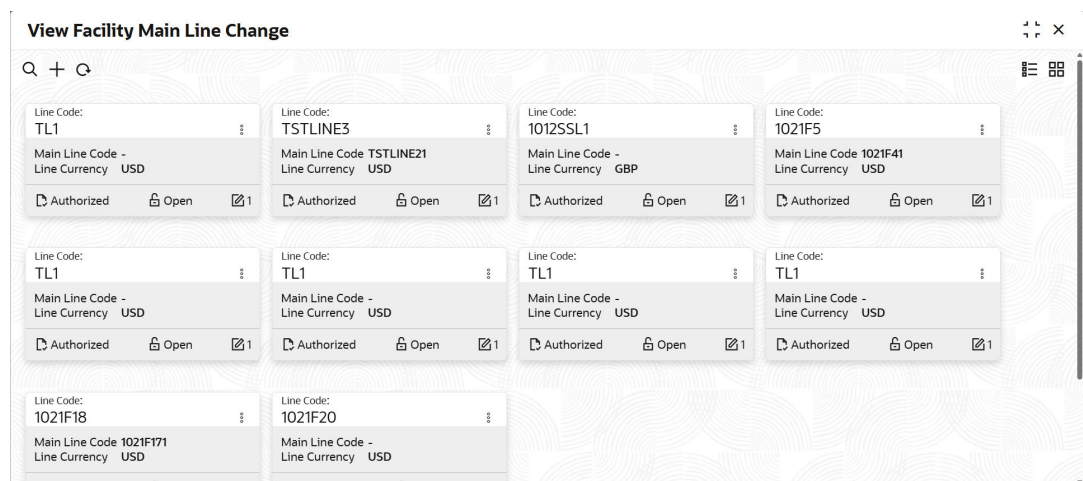 View Facility Main Line Change
Line Code:
TL1
Main Line Code -
Line Currency USD
Authorized Open 1
Line Code:
TSTLINE3
Main Line Code TSTLINE21
Line Currency USD
Authorized Open 1
Line Code:
1012SSL1
Main Line Code -
Line Currency GBP
Authorized Open 1
Line Code:
1021F5
Main Line Code 1021F41
Line Currency USD
Authorized Open 1
Line Code:
TL1
Main Line Code -
Line Currency USD
Authorized Open 1
Line Code:
TL1
Main Line Code -
Line Currency USD
Authorized Open 1
Line Code:
TL1
Main Line Code -
Line Currency USD
Authorized Open 1
Line Code:
TL1
Main Line Code -
Line Currency USD
Authorized Open 1
Line Code:
1021F18
Main Line Code 1021F171
Line Currency USD
Line Code:
1021F20
Main Line Code -
Line Currency USD